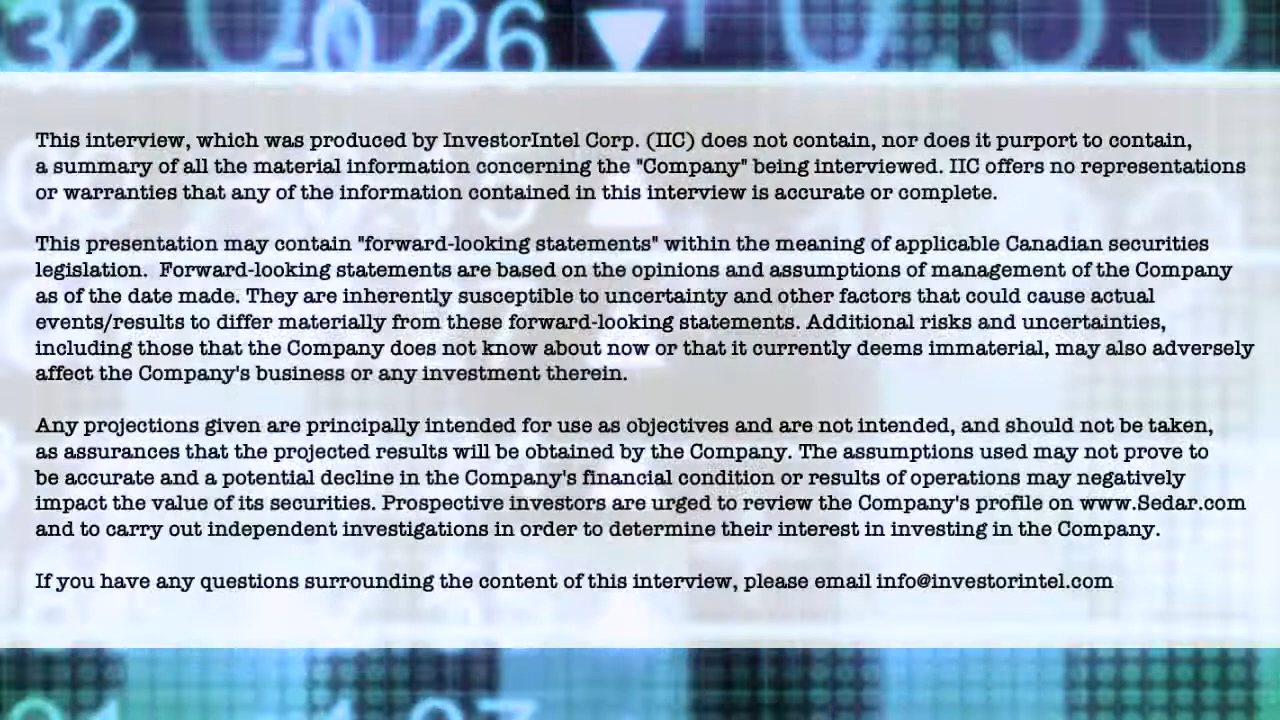 32. -0.26 ▼
This interview, which was produced by InvestorIntel Corp. (IIC) does not contain, nor does it purport to contain,
a summary of all the material information concerning the "Company" being interviewed. IIC offers no representations
or warranties that any of the information contained in this interview is accurate or complete.
This presentation may contain "forward-looking statements" within the meaning of applicable Canadian securities
legislation.  Forward-looking statements are based on the opinions and assumptions of management of the Company
as of the date made. They are inherently susceptible to uncertainty and other factors that could cause actual
events/results to differ materially from these forward-looking statements. Additional risks and uncertainties,
including those that the Company does not know about now or that it currently deems immaterial, may also adversely
affect the Company's business or any investment therein.
Any projections given are principally intended for use as objectives and are not intended, and should not be taken,
as assurances that the projected results will be obtained by the Company. The assumptions used may not prove to
be accurate and a potential decline in the Company's financial condition or results of operations may negatively
impact the value of its securities. Prospective investors are urged to review the Company's profile on www.Sedar.com
and to carry out independent investigations in order to determine their interest in investing in the Company.
If you have any questions surrounding the content of this interview, please email info@investorintel.com